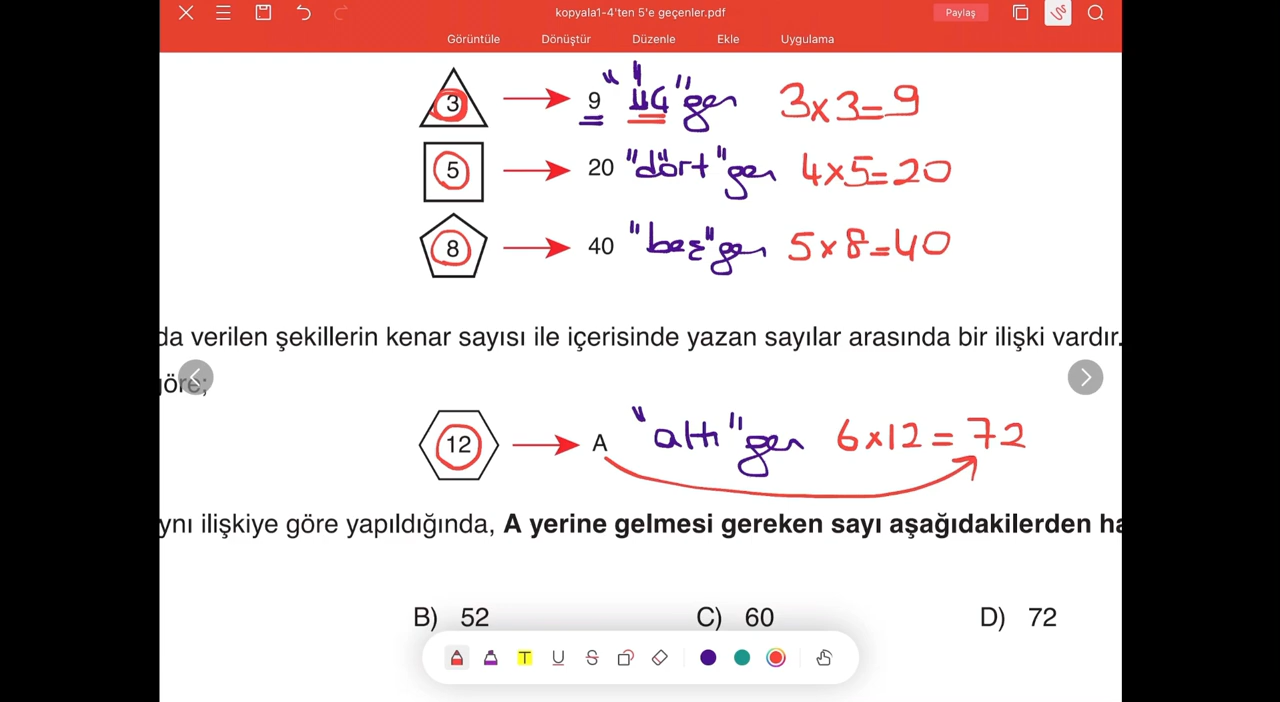 kopyala1-4'ten 5'e geçenler.pdf
Paylaş
Görüntüle Dönüştür Düzenle Ekle Uygulama
3 9 "üç"gen 3x3=9
5 20 "dört"gen 4x5=20
8 40 "beş"gen 5x8=40
da verilen şekillerin kenar sayısı ile içerisinde yazan sayılar arasında bir ilişki vardır.
göre;
12 A "altı"gen 6x12=72
ynı ilişkiye göre yapıldığında, A yerine gelmesi gereken sayı aşağıdakilerden ha
B) 52 C) 60 D) 72
T U S